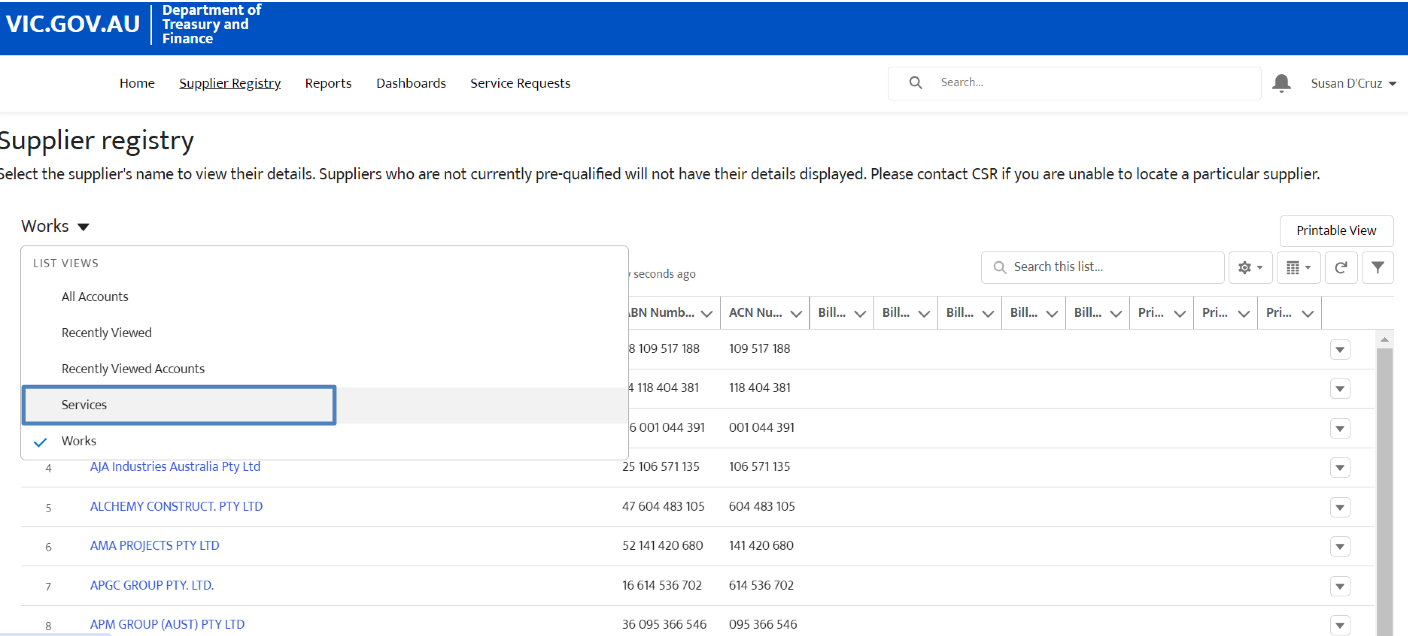 VIC.GOV.AU
Department of
Treasury and
Finance
Home Supplier Registry Reports Dashboards Service Requests Search... Susan D'Cruz
Supplier registry
Select the supplier's name to view their details. Suppliers who are not currently pre-qualified will not have their details displayed. Please contact CSR if you are unable to locate a particular supplier.
Works
Printable View
LIST VIEWS
All Accounts
Recently Viewed
Recently Viewed Accounts
Services
Works
seconds ago
Search this list...
ABN Numb... ACN Nu... Bill... Bill... Bill... Bill... Bill... Pri... Pri... Pri...
8 109 517 188 109 517 188
4 118 404 381 118 404 381
6 001 044 391 001 044 391
4 AJA Industries Australia Pty Ltd 25 106 571 135 106 571 135
5 ALCHEMY CONSTRUCT. PTY LTD 47 604 483 105 604 483 105
6 AMA PROJECTS PTY LTD 52 141 420 680 141 420 680
7 APGC GROUP PTY. LTD. 16 614 536 702 614 536 702
8 APM GROUP (AUST) PTY LTD 36 095 366 546 095 366 546